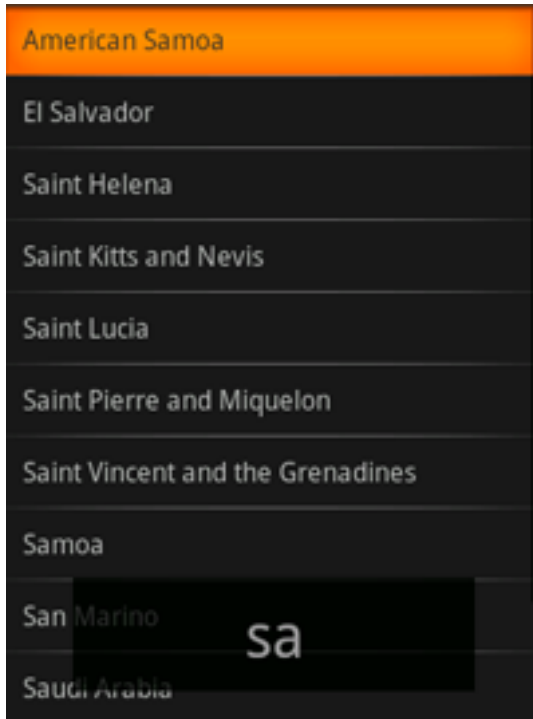 American Samoa
El Salvador
Saint Helena
Saint Kitts and Nevis
Saint Lucia
Saint Pierre and Miquelon
Saint Vincent and the Grenadines
Samoa
San Marino
sa
Saudi Arabia